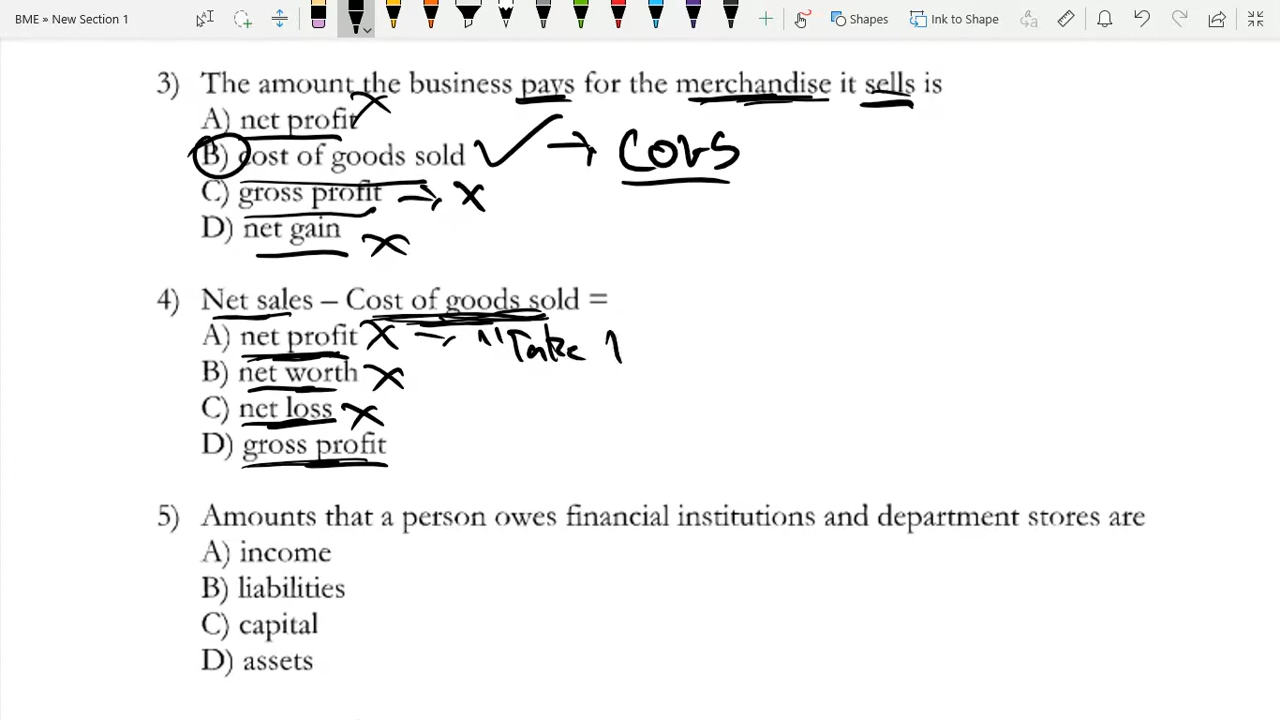 BME » New Section 1
Shapes
Ink to Shape
3) The amount the business pays for the merchandise it sells is
A) net profit X
B) cost of goods sold ✓ → COGS
C) gross profit → X
D) net gain X
4) Net sales – Cost of goods sold =
A) net profit X → "Take
B) net worth X
C) net loss X
D) gross profit
5) Amounts that a person owes financial institutions and department stores are
A) income
B) liabilities
C) capital
D) assets